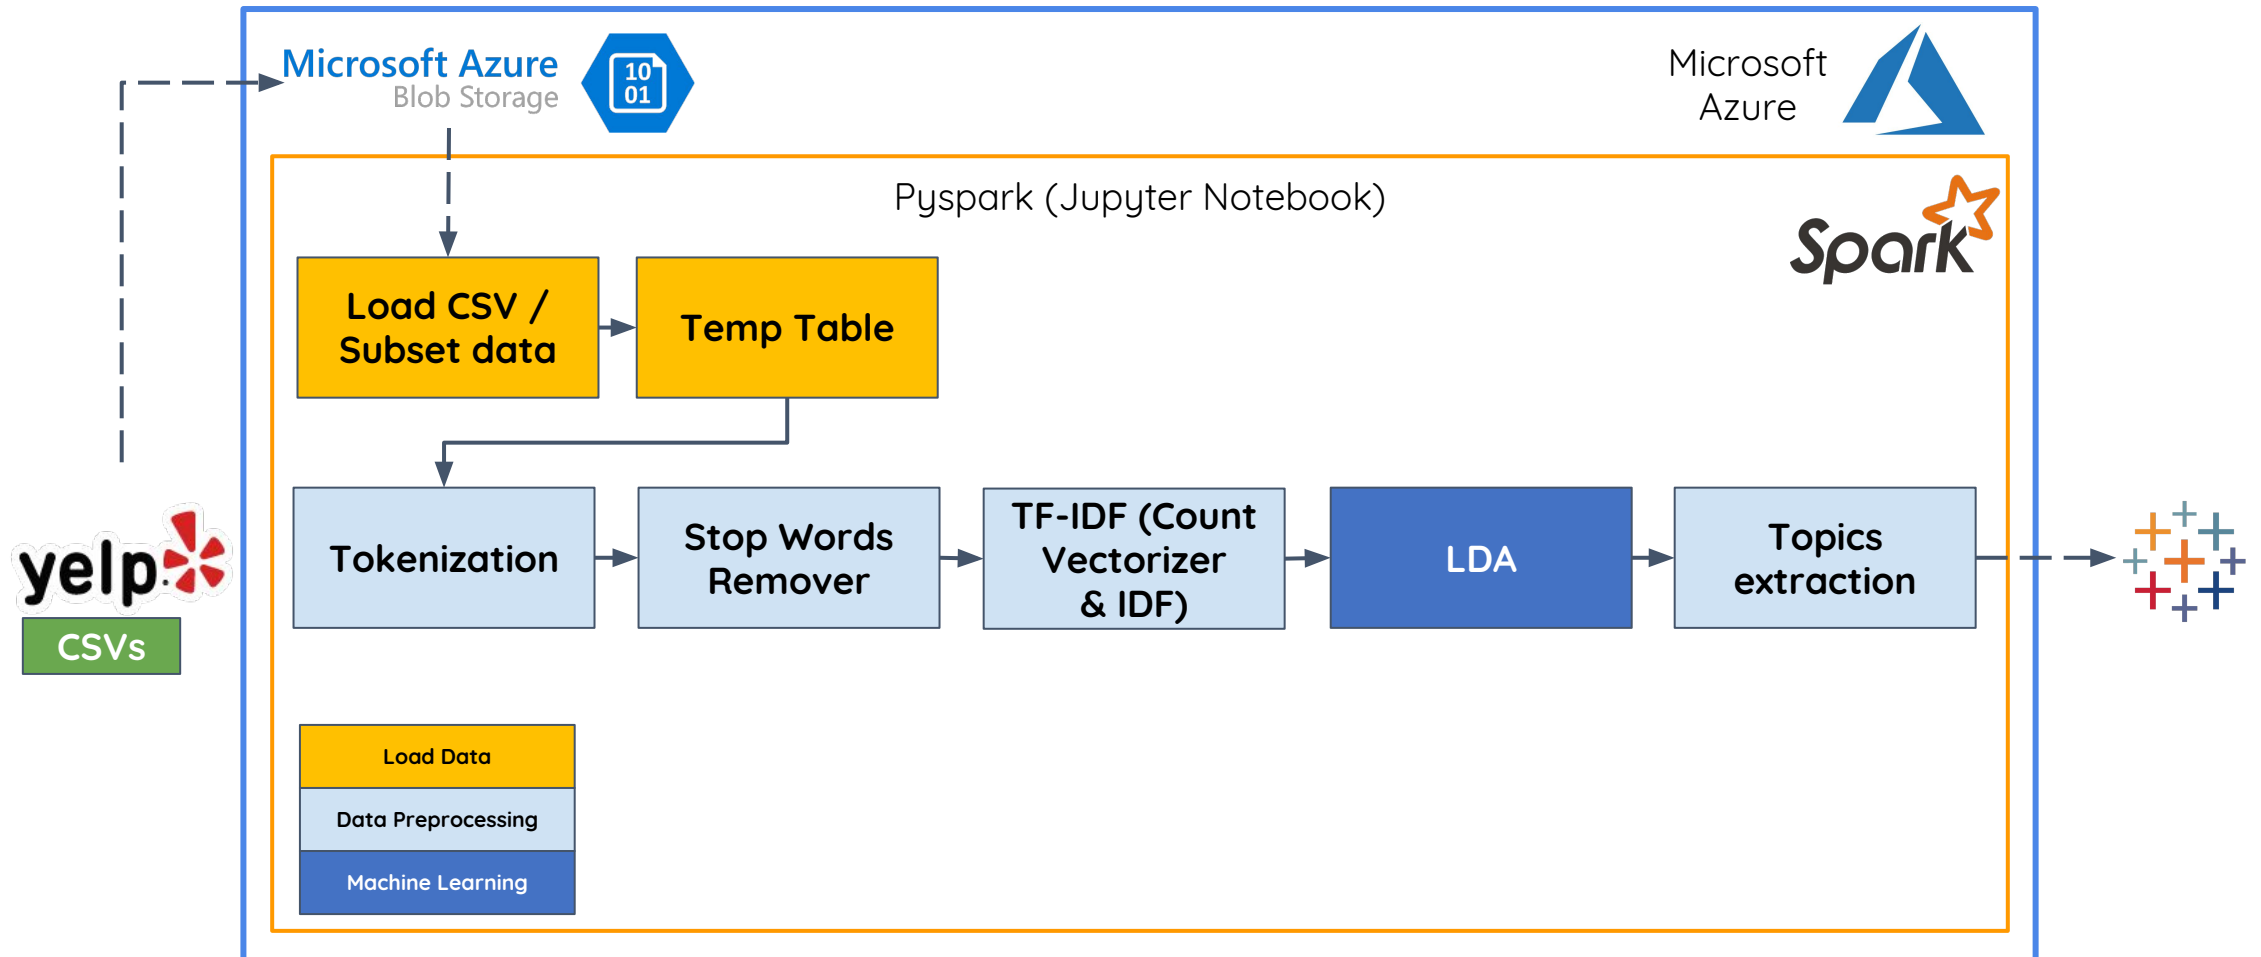 Microsoft Azure
Blob Storage
10
01
Microsoft
Azure
Pyspark (Jupyter Notebook)
Spark
Load CSV /
Subset data
Temp Table
Tokenization
Stop Words
Remover
TF-IDF (Count
Vectorizer
& IDF)
LDA
Topics
extraction
yelp
CSVs
Load Data
Data Preprocessing
Machine Learning